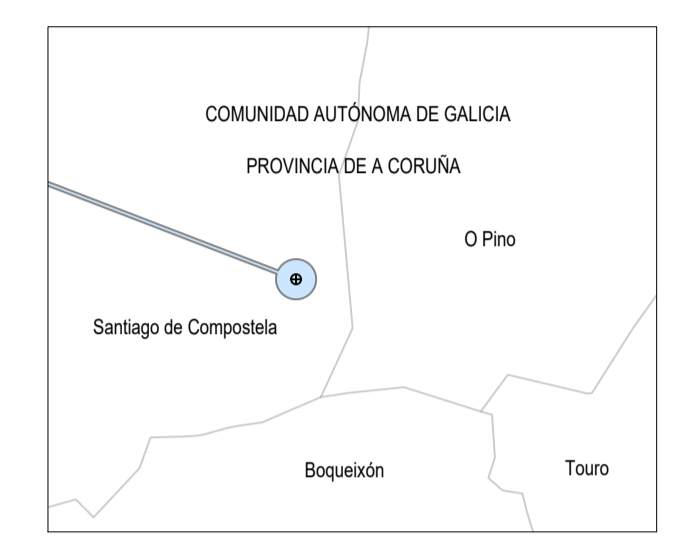 COMUNIDAD AUTÓNOMA DE GALICIA
PROVINCIA DE A CORUÑA
O Pino
Santiago de Compostela
Boqueixón
Touro